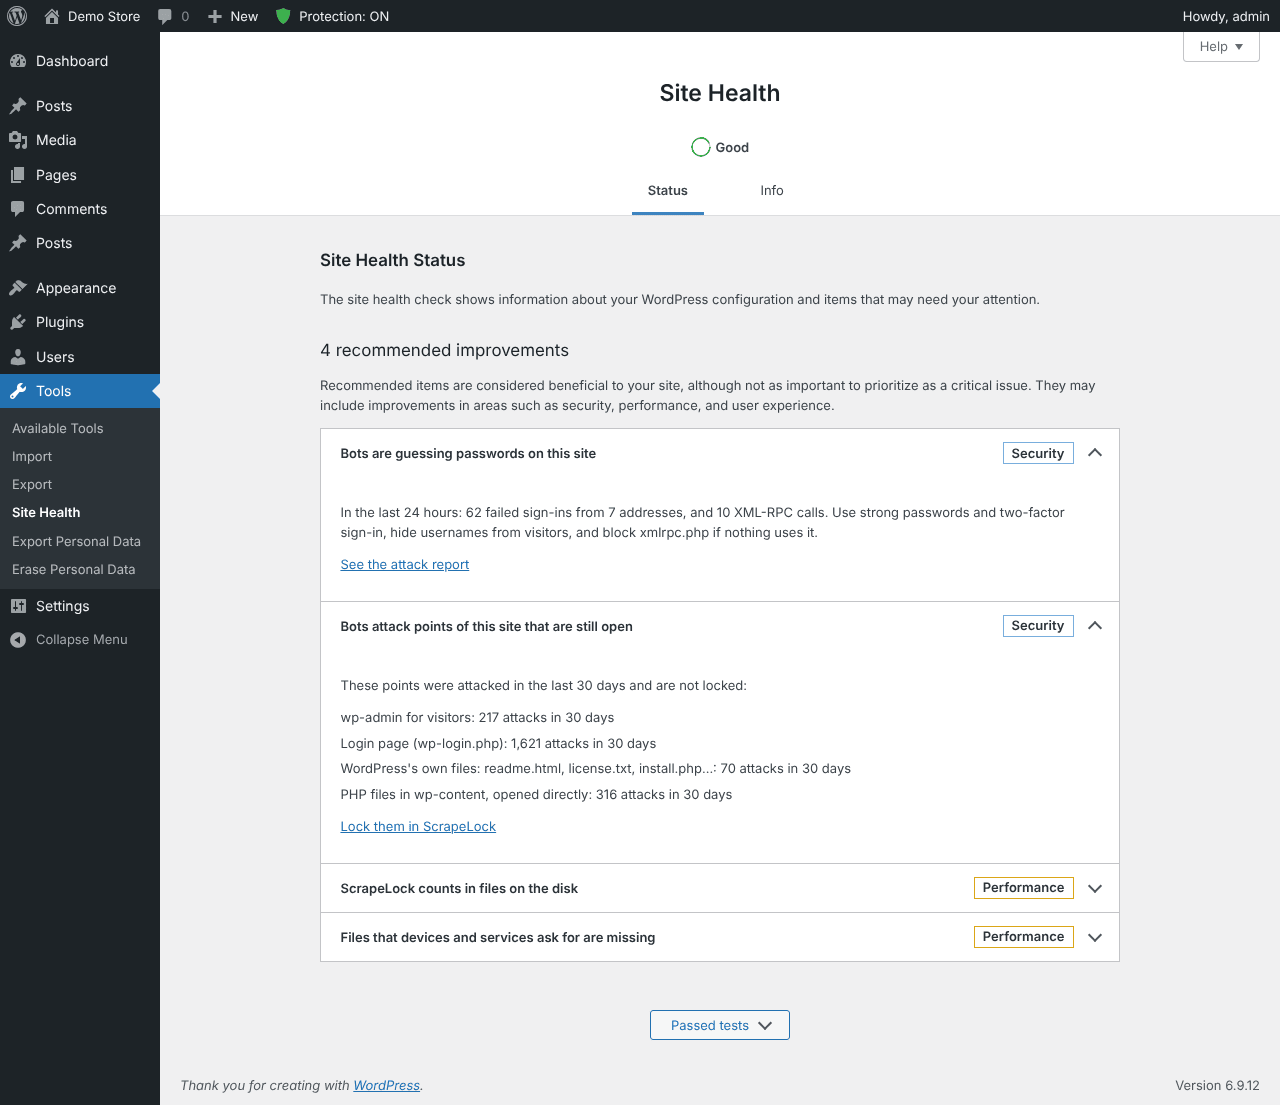 Demo Store
0
New
Protection: ON
Howdy, admin
Help
Dashboard
Posts
Media
Pages
Comments
Posts
Appearance
Plugins
Users
Tools
Available Tools
Import
Export
Site Health
Export Personal Data
Erase Personal Data
Settings
Collapse Menu
Site Health
Good
Status
Info
Site Health Status
The site health check shows information about your WordPress configuration and items that may need your attention.
4 recommended improvements
Recommended items are considered beneficial to your site, although not as important to prioritize as a critical issue. They may
include improvements in areas such as security, performance, and user experience.
Bots are guessing passwords on this site
Security
In the last 24 hours: 62 failed sign-ins from 7 addresses, and 10 XML-RPC calls. Use strong passwords and two-factor
sign-in, hide usernames from visitors, and block xmlrpc.php if nothing uses it.
See the attack report
Bots attack points of this site that are still open
Security
These points were attacked in the last 30 days and are not locked:
wp-admin for visitors: 217 attacks in 30 days
Login page (wp-login.php): 1,621 attacks in 30 days
WordPress's own files: readme.html, license.txt, install.php...: 70 attacks in 30 days
PHP files in wp-content, opened directly: 316 attacks in 30 days
Lock them in ScrapeLock
ScrapeLock counts in files on the disk
Performance
Files that devices and services ask for are missing
Performance
Passed tests
Thank you for creating with WordPress.
Version 6.9.12